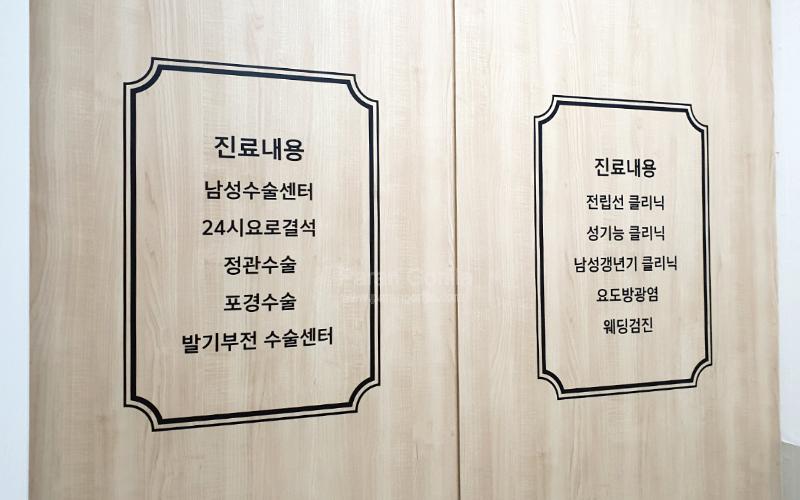 진료내용
남성수술센터
24시요로결석
정관수술
포경수술
발기부전 수술센터
진료내용
전립선 클리닉
성기능 클리닉
남성갱년기 클리닉
요도방광염
웨딩검진